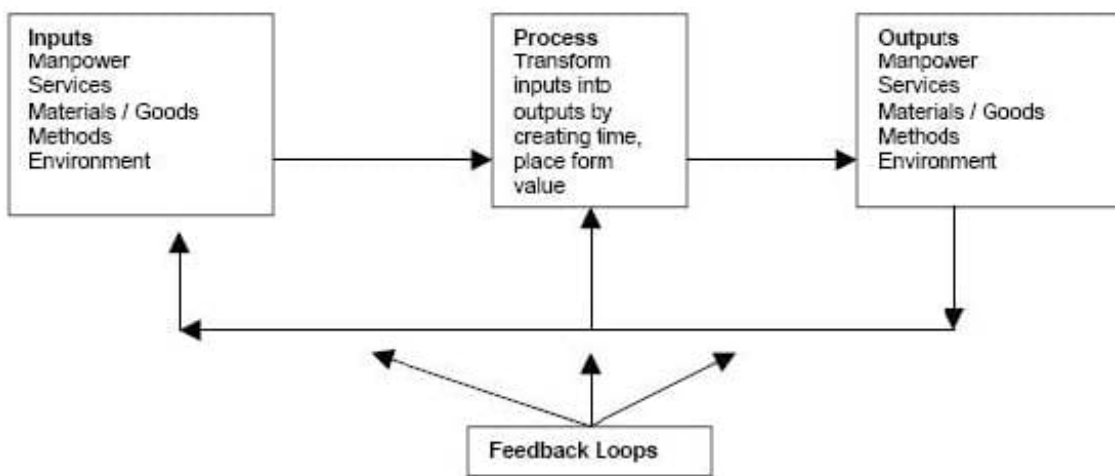 Inputs
Manpower
Services
Materials / Goods
Methods
Environment
Process
Transform
inputs into
outputs by
creating time,
place form
value
Outputs
Manpower
Services
Materials / Goods
Methods
Environment
Feedback Loops